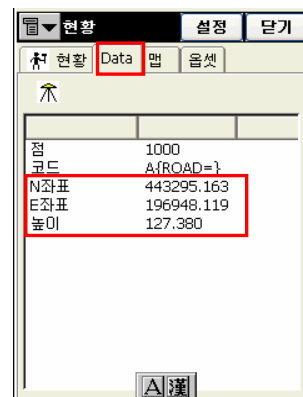 현황 설정 닫기
현황 Data 맵 옵셋
점 1000
코드 A{ROAD=}
N좌표 443295.163
E좌표 196948.119
높이 127.380
A 漢